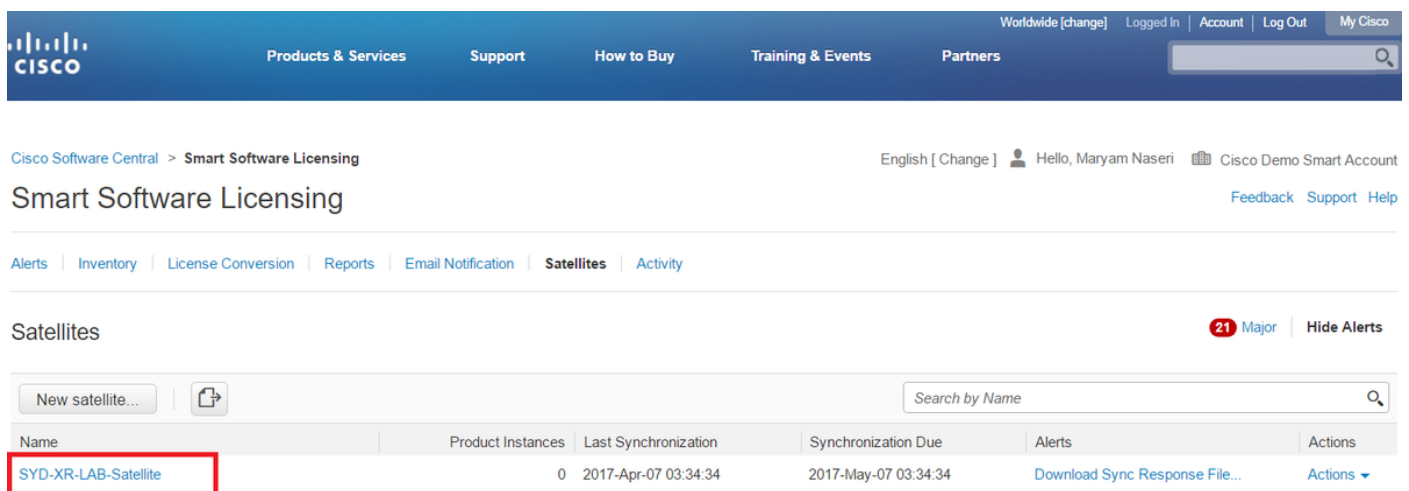 Worldwide [change] Logged In Account Log Out My Cisco
CISCO
Products & Services Support How to Buy Training & Events Partners
Cisco Software Central > Smart Software Licensing
English [ Change ] Hello, Maryam Naseri Cisco Demo Smart Account
Smart Software Licensing
Feedback Support Help
Alerts Inventory License Conversion Reports Email Notification Satellites Activity
Satellites
21 Major Hide Alerts
New satellite... Search by Name
Name Product Instances Last Synchronization Synchronization Due Alerts Actions
SYD-XR-LAB-Satellite 0 2017-Apr-07 03:34:34 2017-May-07 03:34:34 Download Sync Response File... Actions